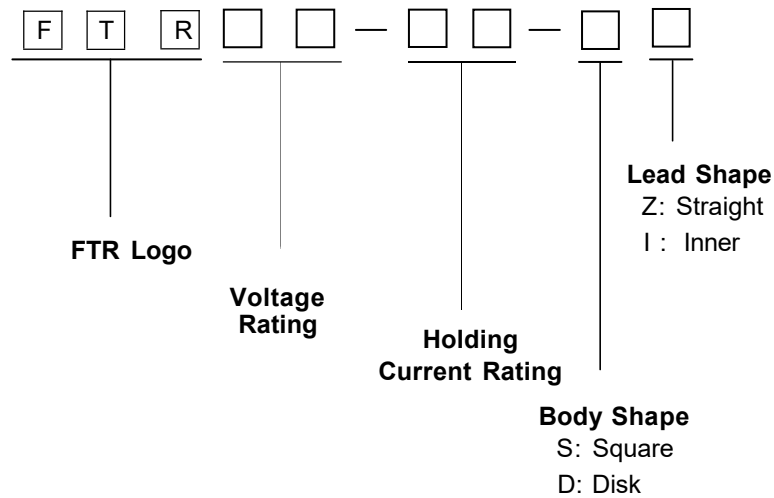 F T R — —
FTR Logo
Voltage
Rating
Holding
Current Rating
Body Shape
S: Square
D: Disk
Lead Shape
Z: Straight
I : Inner